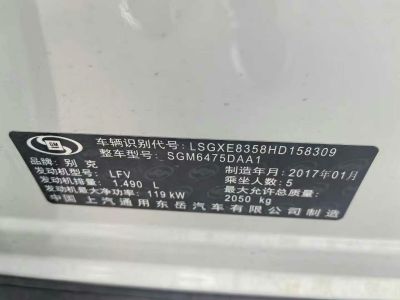 车辆识别代号: LSGXE8358HD158309
整车型号: SGM6475DAA1
品牌: 别克 制造年月: 2017年01月
发动机型号: LFV 乘坐人数: 5
发动机排量: 1.490 L 最大允许总质量:
发动机最大净功率: 119 kW 2050 kg
中国 上汽通用东岳汽车有限公司制造